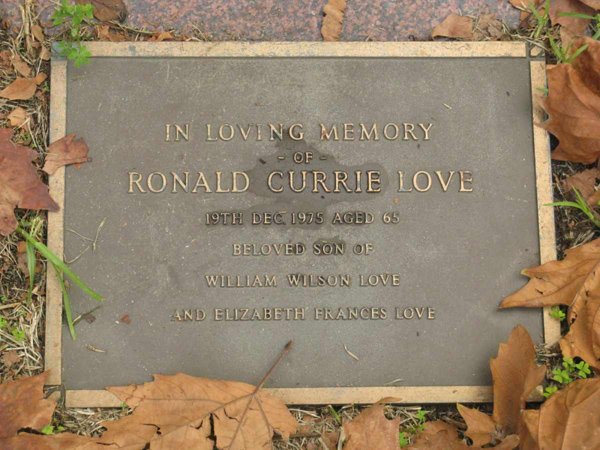 IN LOVING MEMORY
- OF -
RONALD CURRIE LOVE
19TH DEC. 1975 AGED 65
BELOVED SON OF
WILLIAM WILSON LOVE
AND ELIZABETH FRANCES LOVE